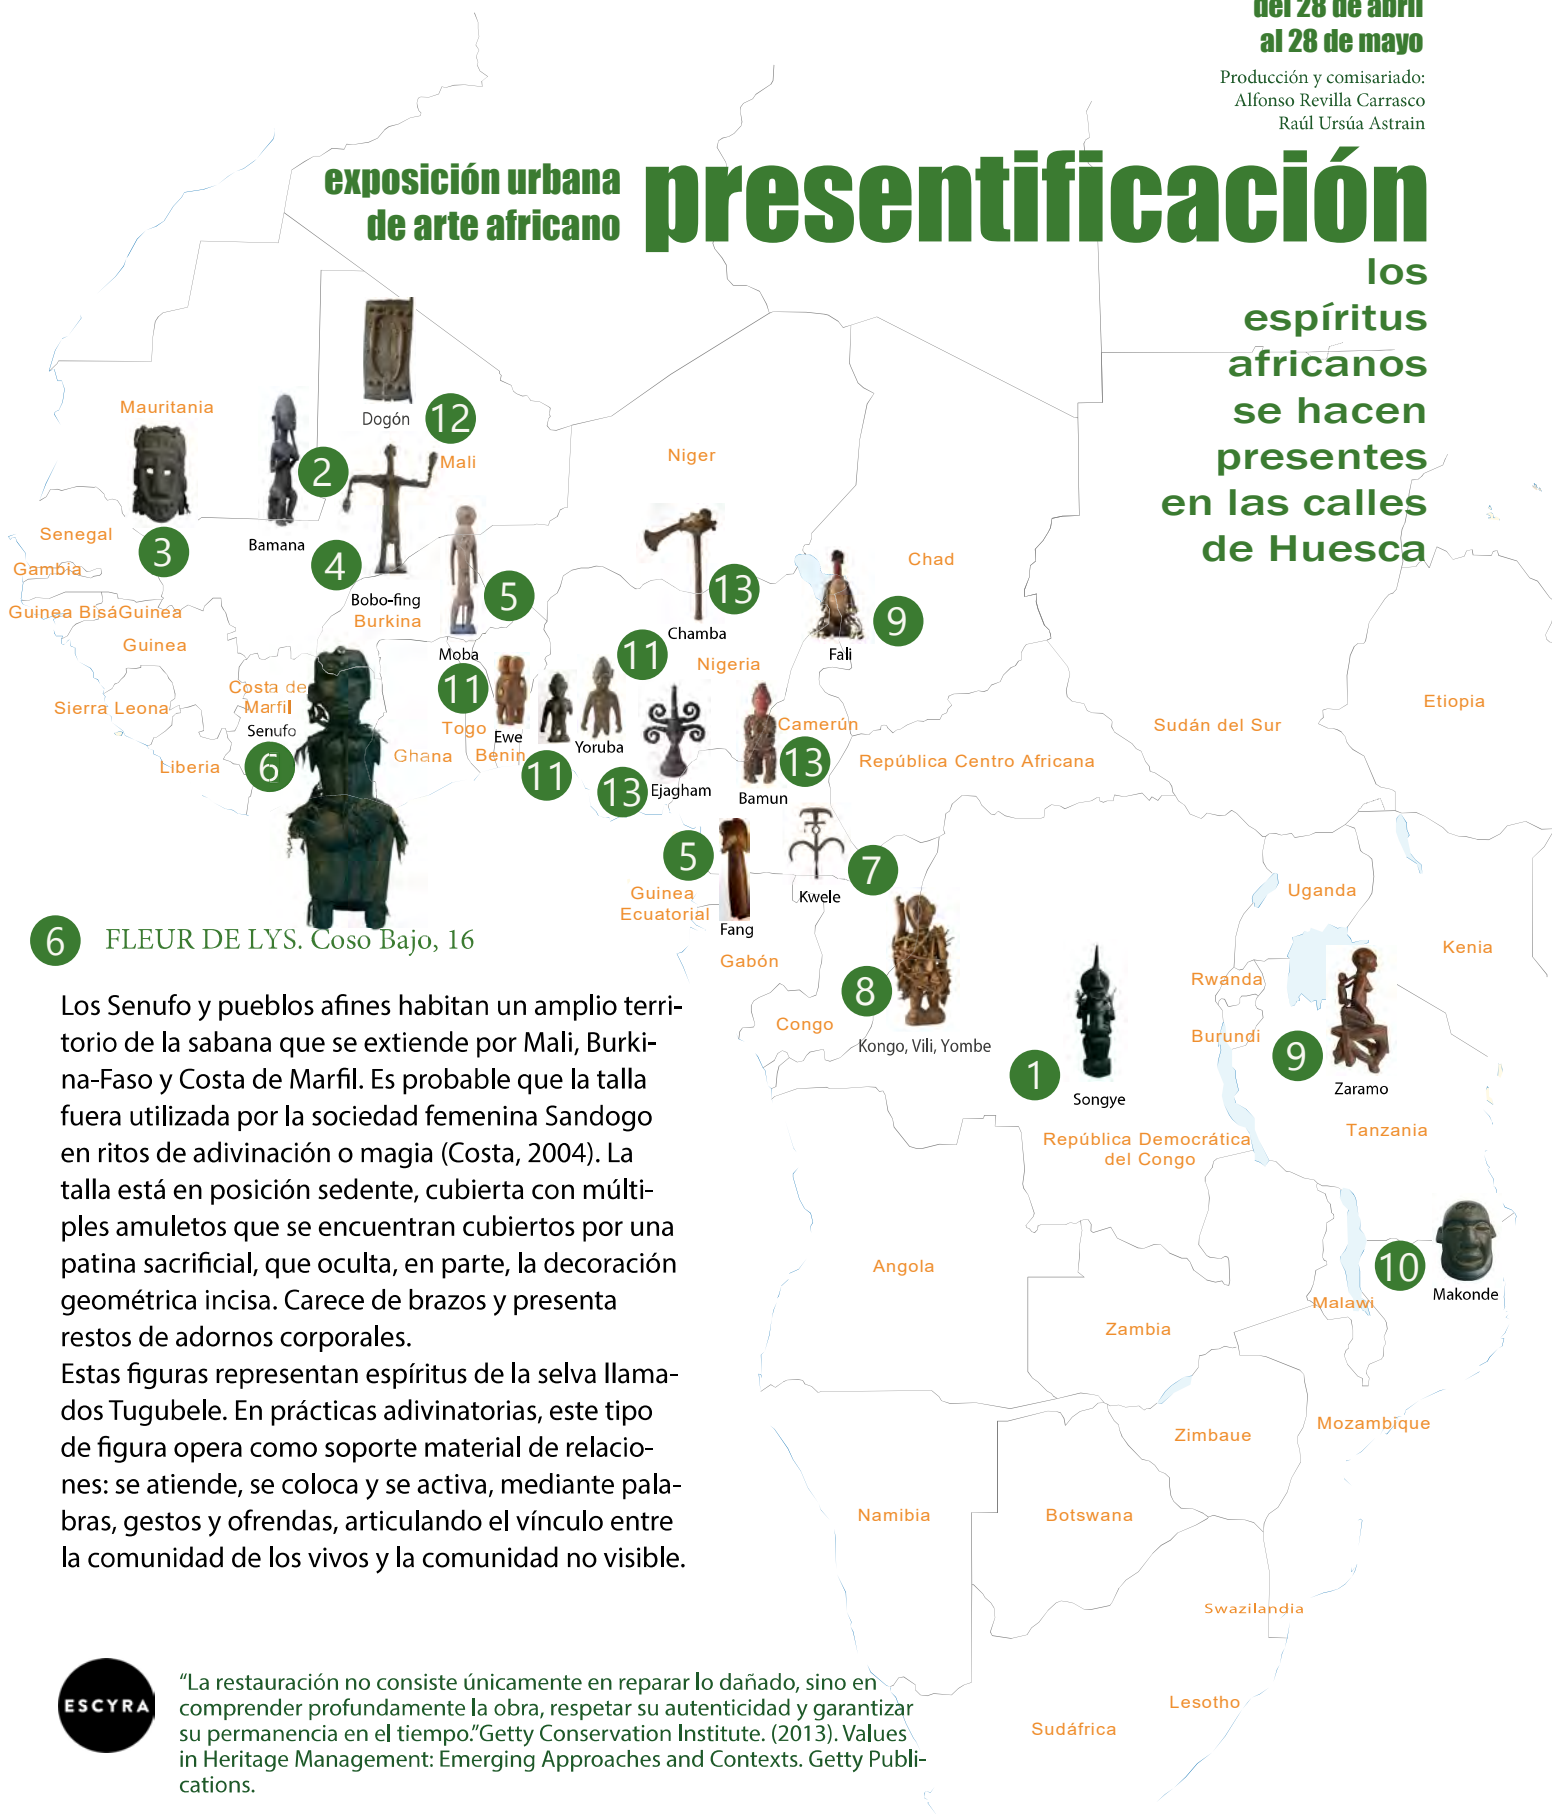 del 28 de abril
al 28 de mayo
Producción y comisariado:
Alfonso Revilla Carrasco
Raúl Ursúa Astrain
exposición urbana
de arte africano
presentificación
los
espíritus
africanos
se hacen
presentes
en las calles
de Huesca
Mauritania
Dogón
12
Mali
2
Niger
Senegal
3
Bamana
4
Gambia
Bobo-fing
5
13
Chad
9
Guinea BisáGuinea
Burkina
Chamba
Guinea
Moba
11
Nigeria
Fali
Costa de
Marfil
Senufo
11
Sierra Leona
Togo
Ewe
Yoruba
Camerún
Sudán del Sur
Etiopia
Liberia
6
Ghana
Benin
11
13
Ejagham
Bamun
13
República Centro Africana
5
Kwele
7
Guinea
Ecuatorial
Fang
Uganda
Gabón
Kenia
8
Rwanda
Congo
Kongo, Vili, Yombe
Burundi
1
Songye
9
Zaramo
República Democrática
del Congo
Tanzania
Angola
10
Makonde
Malawi
Zambia
Zimbaue
Mozambique
Namibia
Botswana
Swazilandia
Lesotho
Sudáfrica
6
FLEUR DE LYS. Coso Bajo, 16
Los Senufo y pueblos afines habitan un amplio terri-
torio de la sabana que se extiende por Mali, Burki-
na-Faso y Costa de Marfil. Es probable que la talla
fuera utilizada por la sociedad femenina Sandogo
en ritos de adivinación o magia (Costa, 2004). La
talla está en posición sedente, cubierta con múlti-
ples amuletos que se encuentran cubiertos por una
patina sacrificial, que oculta, en parte, la decoración
geométrica incisa. Carece de brazos y presenta
restos de adornos corporales.
Estas figuras representan espíritus de la selva llama-
dos Tugubele. En prácticas adivinatorias, este tipo
de figura opera como soporte material de relacio-
nes: se atiende, se coloca y se activa, mediante pala-
bras, gestos y ofrendas, articulando el vínculo entre
la comunidad de los vivos y la comunidad no visible.
ESCYRA
“La restauración no consiste únicamente en reparar lo dañado, sino en
comprender profundamente la obra, respetar su autenticidad y garantizar
su permanencia en el tiempo.”Getty Conservation Institute. (2013). Values
in Heritage Management: Emerging Approaches and Contexts. Getty Publi-
cations.